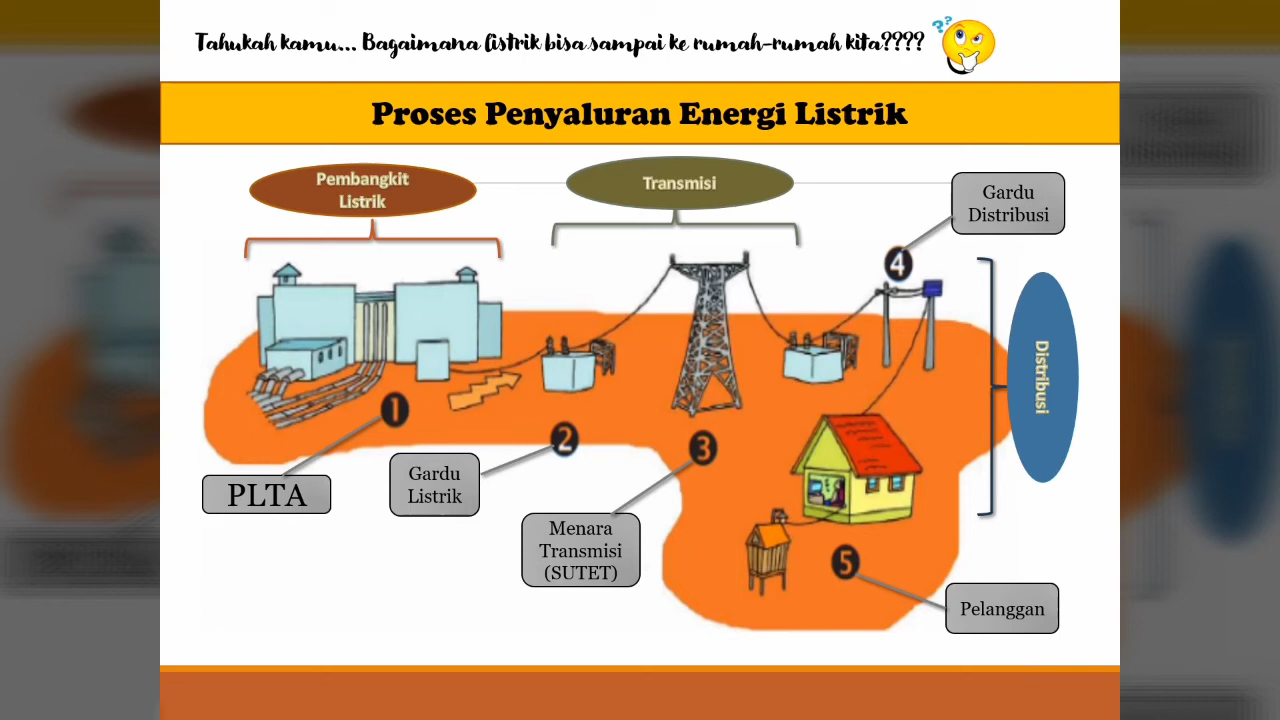 Tahukah kamu... Bagaimana listrik bisa sampai ke rumah-rumah kita????
Proses Penyaluran Energi Listrik
Pembangkit
Listrik
Transmisi
Gardu
Distribusi
4
Distribusi
1
2
3
PLTA
Gardu
Listrik
Menara
Transmisi
(SUTET)
5
Pelanggan